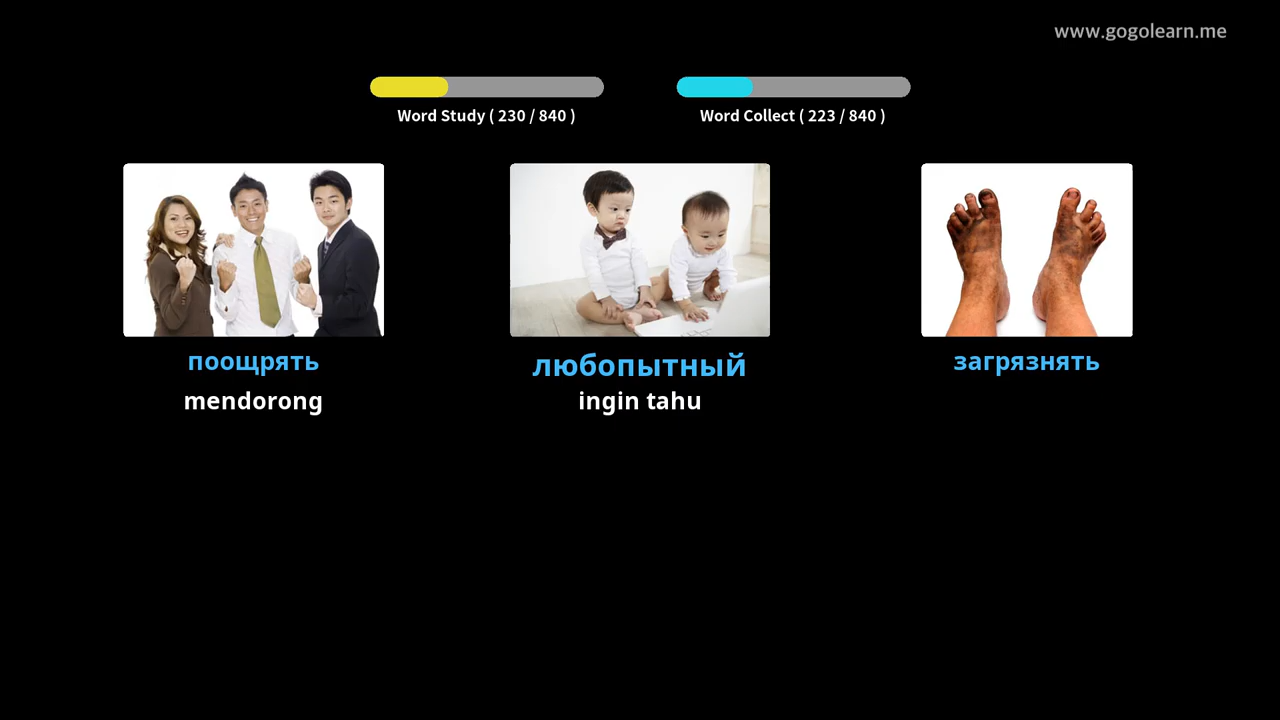 www.gogolearn.me
Word Study ( 230 / 840 )
Word Collect ( 223 / 840 )
поощрять
mendorong
любопытный
ingin tahu
загрязнять